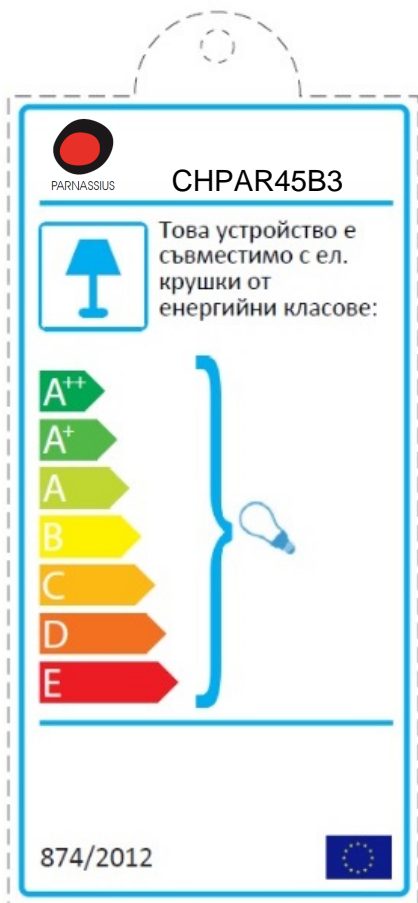 PARNASSIUS
CHPAR45B3
Това устройство е
съвместимо с ел.
крушки от
енергийни класове:
A++
A+
A
B
C
D
E
874/2012